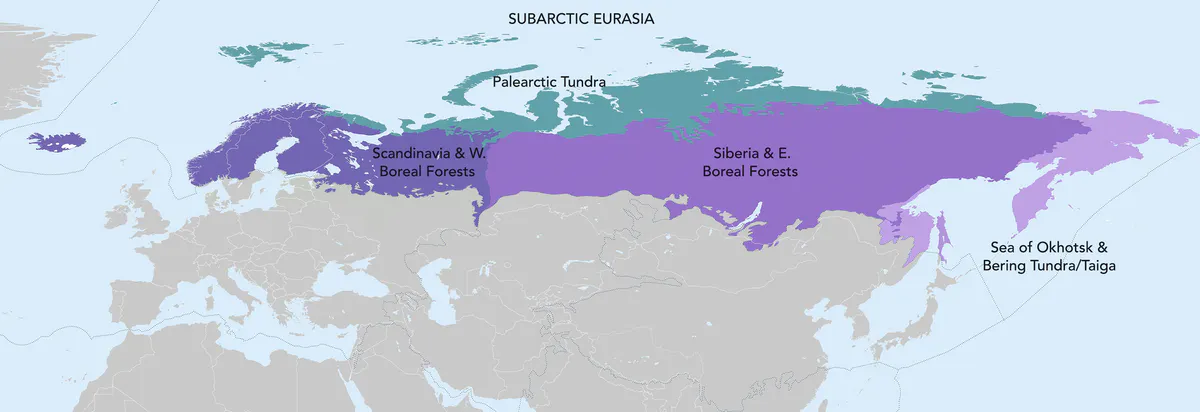 SUBARCTIC EURASIA
Palearctic Tundra
Scandinavia & W.
Boreal Forests
Siberia & E.
Boreal Forests
Sea of Okhotsk &
Bering Tundra/Taiga